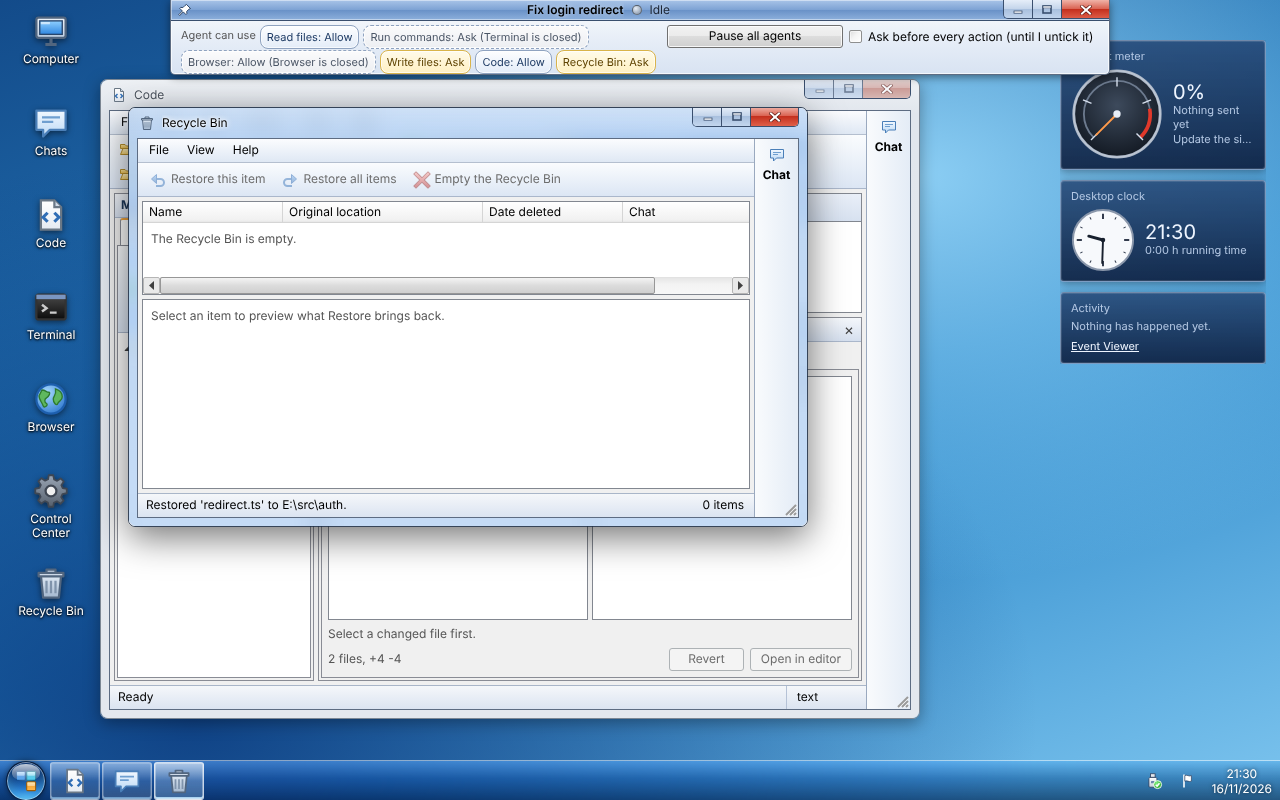 Fix login redirect Idle
Agent can use Read files: Allow Run commands: Ask (Terminal is closed)
Browser: Allow (Browser is closed) Write files: Ask Code: Allow Recycle Bin: Ask
Pause all agents
Ask before every action (until I untick it)
Computer
Chats
Code
Terminal
Browser
Control
Center
Recycle Bin
Code
Recycle Bin
File View Help
Restore this item Restore all items Empty the Recycle Bin
Name Original location Date deleted Chat
The Recycle Bin is empty.
Select an item to preview what Restore brings back.
Restored 'redirect.ts' to E:\src\auth. 0 items
Chat
Chat
Select a changed file first.
2 files, +4 -4
Revert Open in editor
Ready text
meter
0%
Nothing sent
yet
Update the si...
Desktop clock
21:30
0:00 h running time
Activity
Nothing has happened yet.
Event Viewer
21:30
16/11/2026